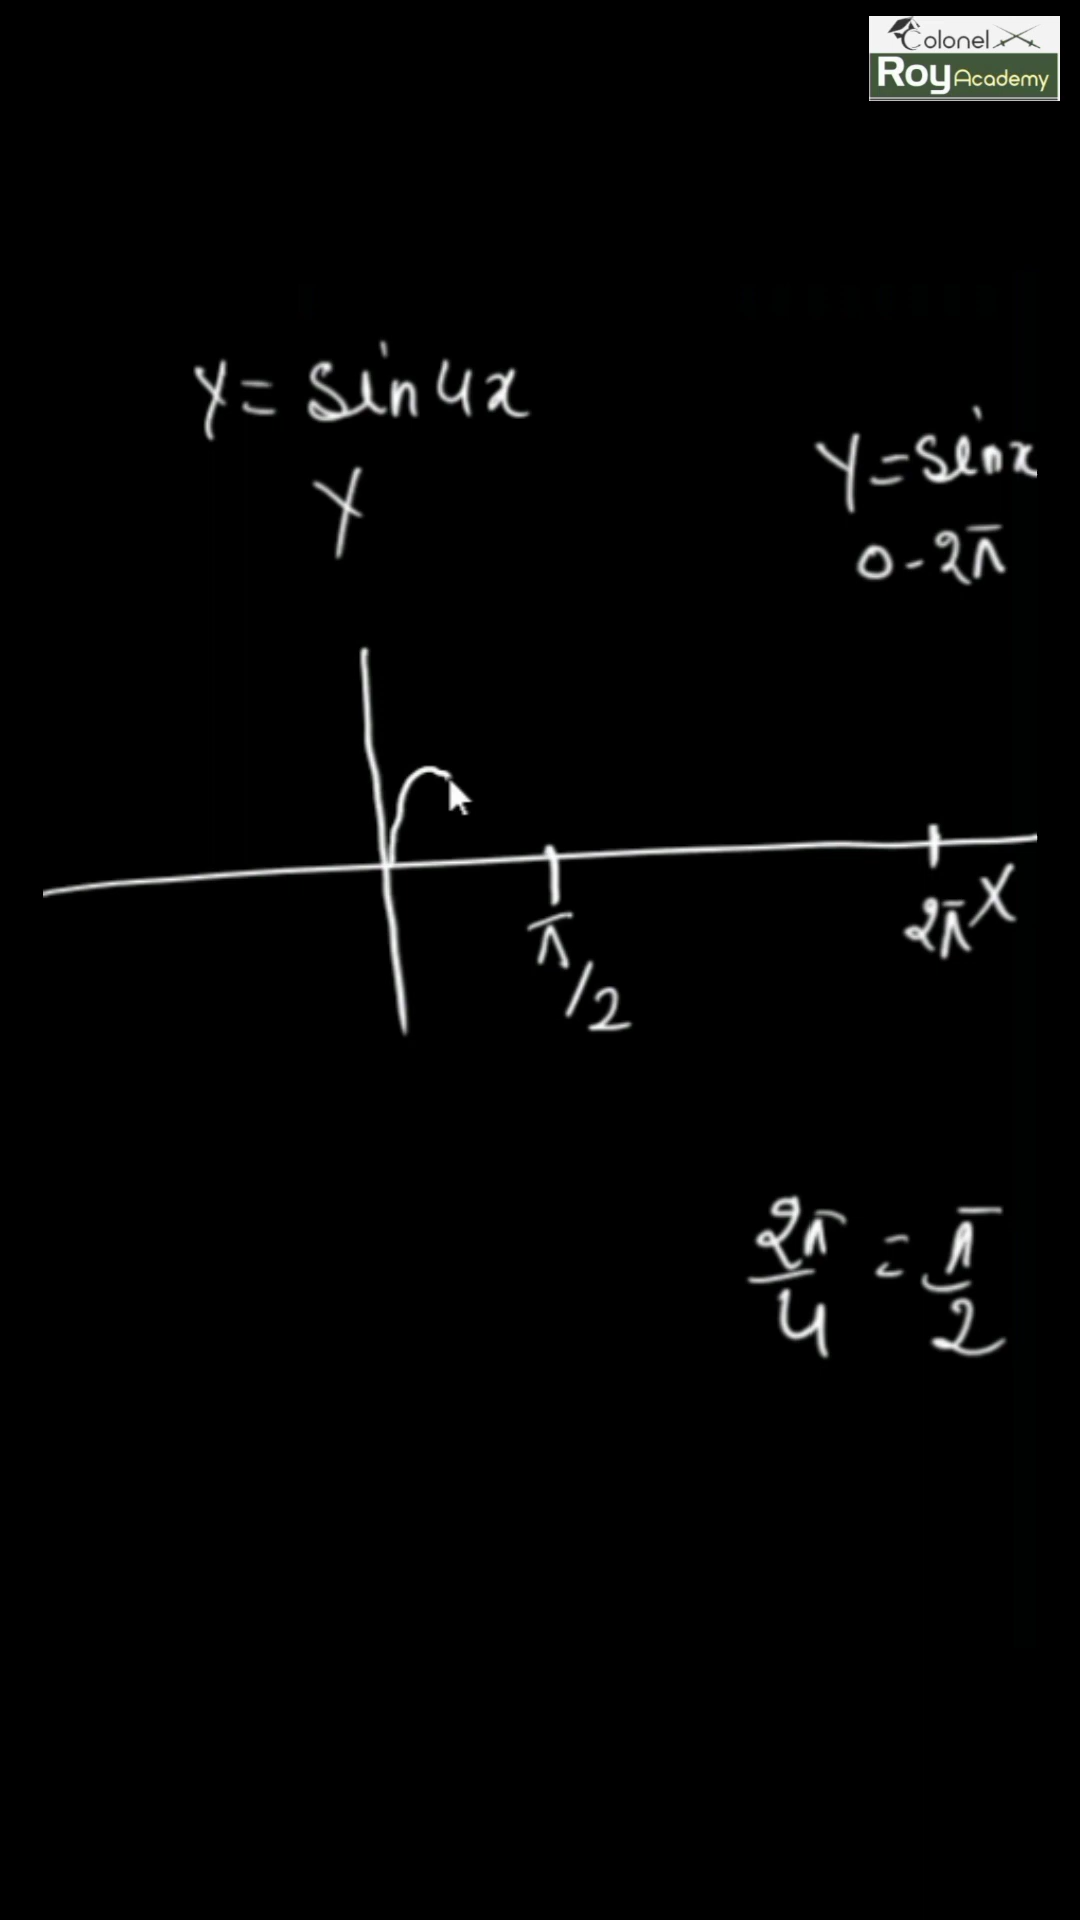 Colonel
Roy Academy
Y = Sin 4x
Y = Sin x
Y
0 - 2π
X
2π
π/2
2π/4 = π/2